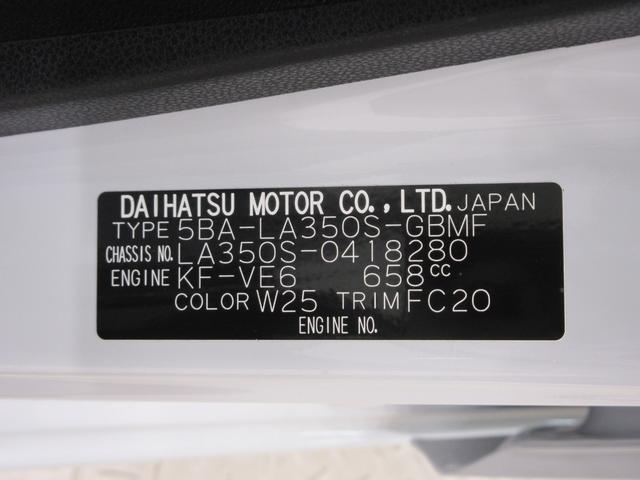 DAIHATSU MOTOR CO.,LTD. JAPAN
TYPE 5BA-LA350S-GBMF
CHASSIS NO. LA350S-0418280
ENGINE KF-VE6 658cc
COLOR W25 TRIM FC20
ENGINE NO.